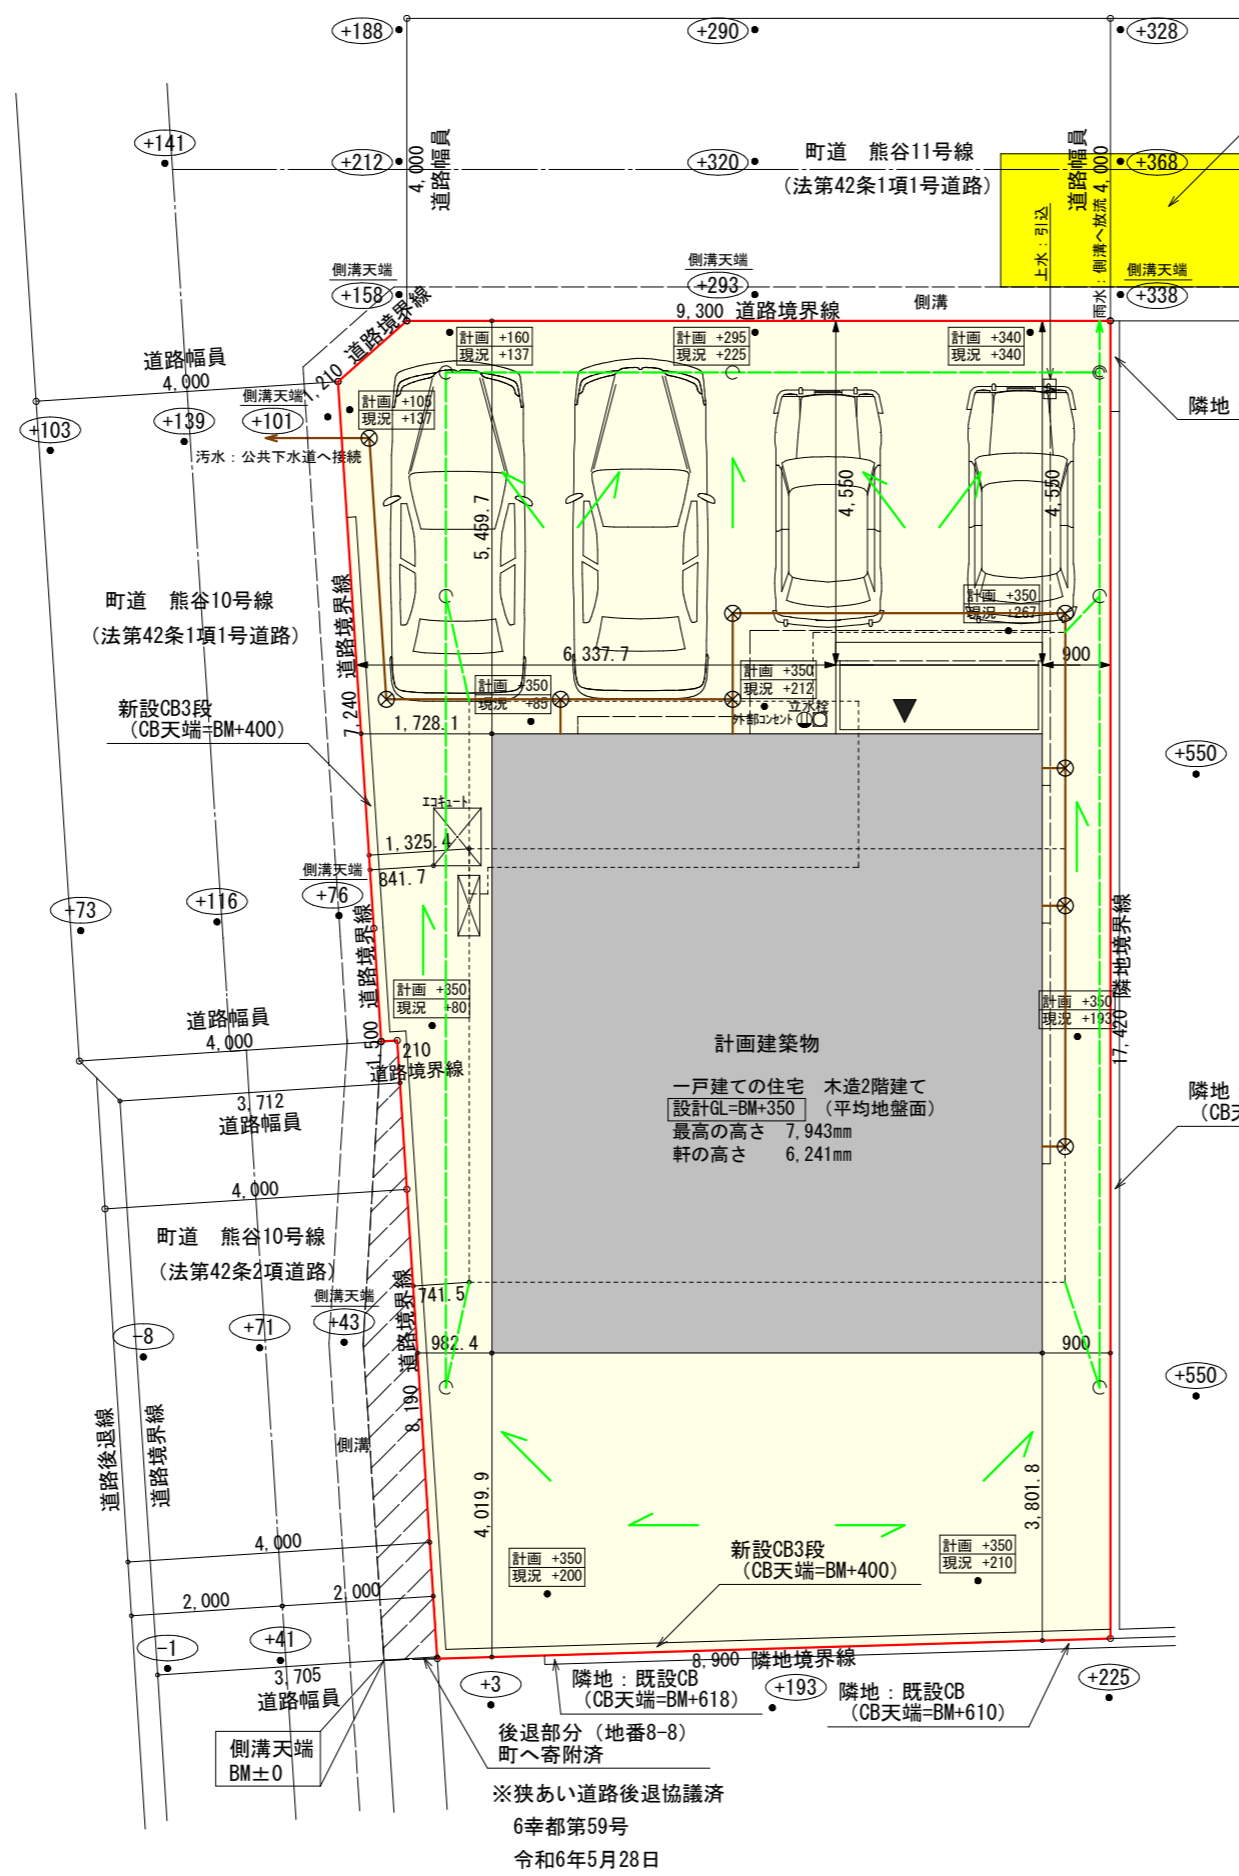 +188
+290
+328
+141
+212
+320
+368
4,000
道路幅員
町道　熊谷11号線
(法第42条1項1号道路)
道路幅員
4,000
上水：引込
雨水：側溝へ放流
側溝天端
+158
側溝天端
+293
側溝天端
+338
側溝
9,300 道路境界線
1,210 道路境界線
計画 +160
現況 +137
計画 +295
現況 +225
計画 +340
現況 +340
道路幅員
4,000
側溝天端
+101
計画 +105
現況 +137
+103
+139
汚水：公共下水道へ接続
隣地
5,459.7
4,550
4,550
町道　熊谷10号線
(法第42条1項1号道路)
7,240 道路境界線
計画 +350
現況 +267
6,337.7
900
計画 +350
現況 +85
計画 +350
現況 +212
立水栓
外部コンセント
新設CB3段
(CB天端=BM+400)
1,728.1
+550
エコキュート
1,325.4
841.7
側溝天端
+76
+73
+116
1,500 道路境界線
計画 +350
現況 +80
計画 +350
現況 +193
17,420 隣地境界線
道路幅員
4,000
210
道路境界線
計画建築物
一戸建ての住宅　木造2階建て
設計GL=BM+350 (平均地盤面)
最高の高さ　7,943mm
軒の高さ　6,241mm
3,712
道路幅員
隣地
4,000
町道　熊谷10号線
(法第42条2項道路)
側溝天端
+43
741.5
-8
+71
982.4
900
+550
8,190 道路境界線
道路後退線
道路境界線
側溝
4,019.9
3,801.8
4,000
新設CB3段
(CB天端=BM+400)
計画 +350
現況 +200
計画 +350
現況 +210
2,000
2,000
-1
+41
3,705
道路幅員
8,900 隣地境界線
+3
隣地：既設CB
(CB天端=BM+618)
+193
隣地：既設CB
(CB天端=BM+610)
+225
側溝天端
BM±0
後退部分（地番8-8）
町へ寄附済
※狭あい道路後退協議済
6幸都第59号
令和6年5月28日